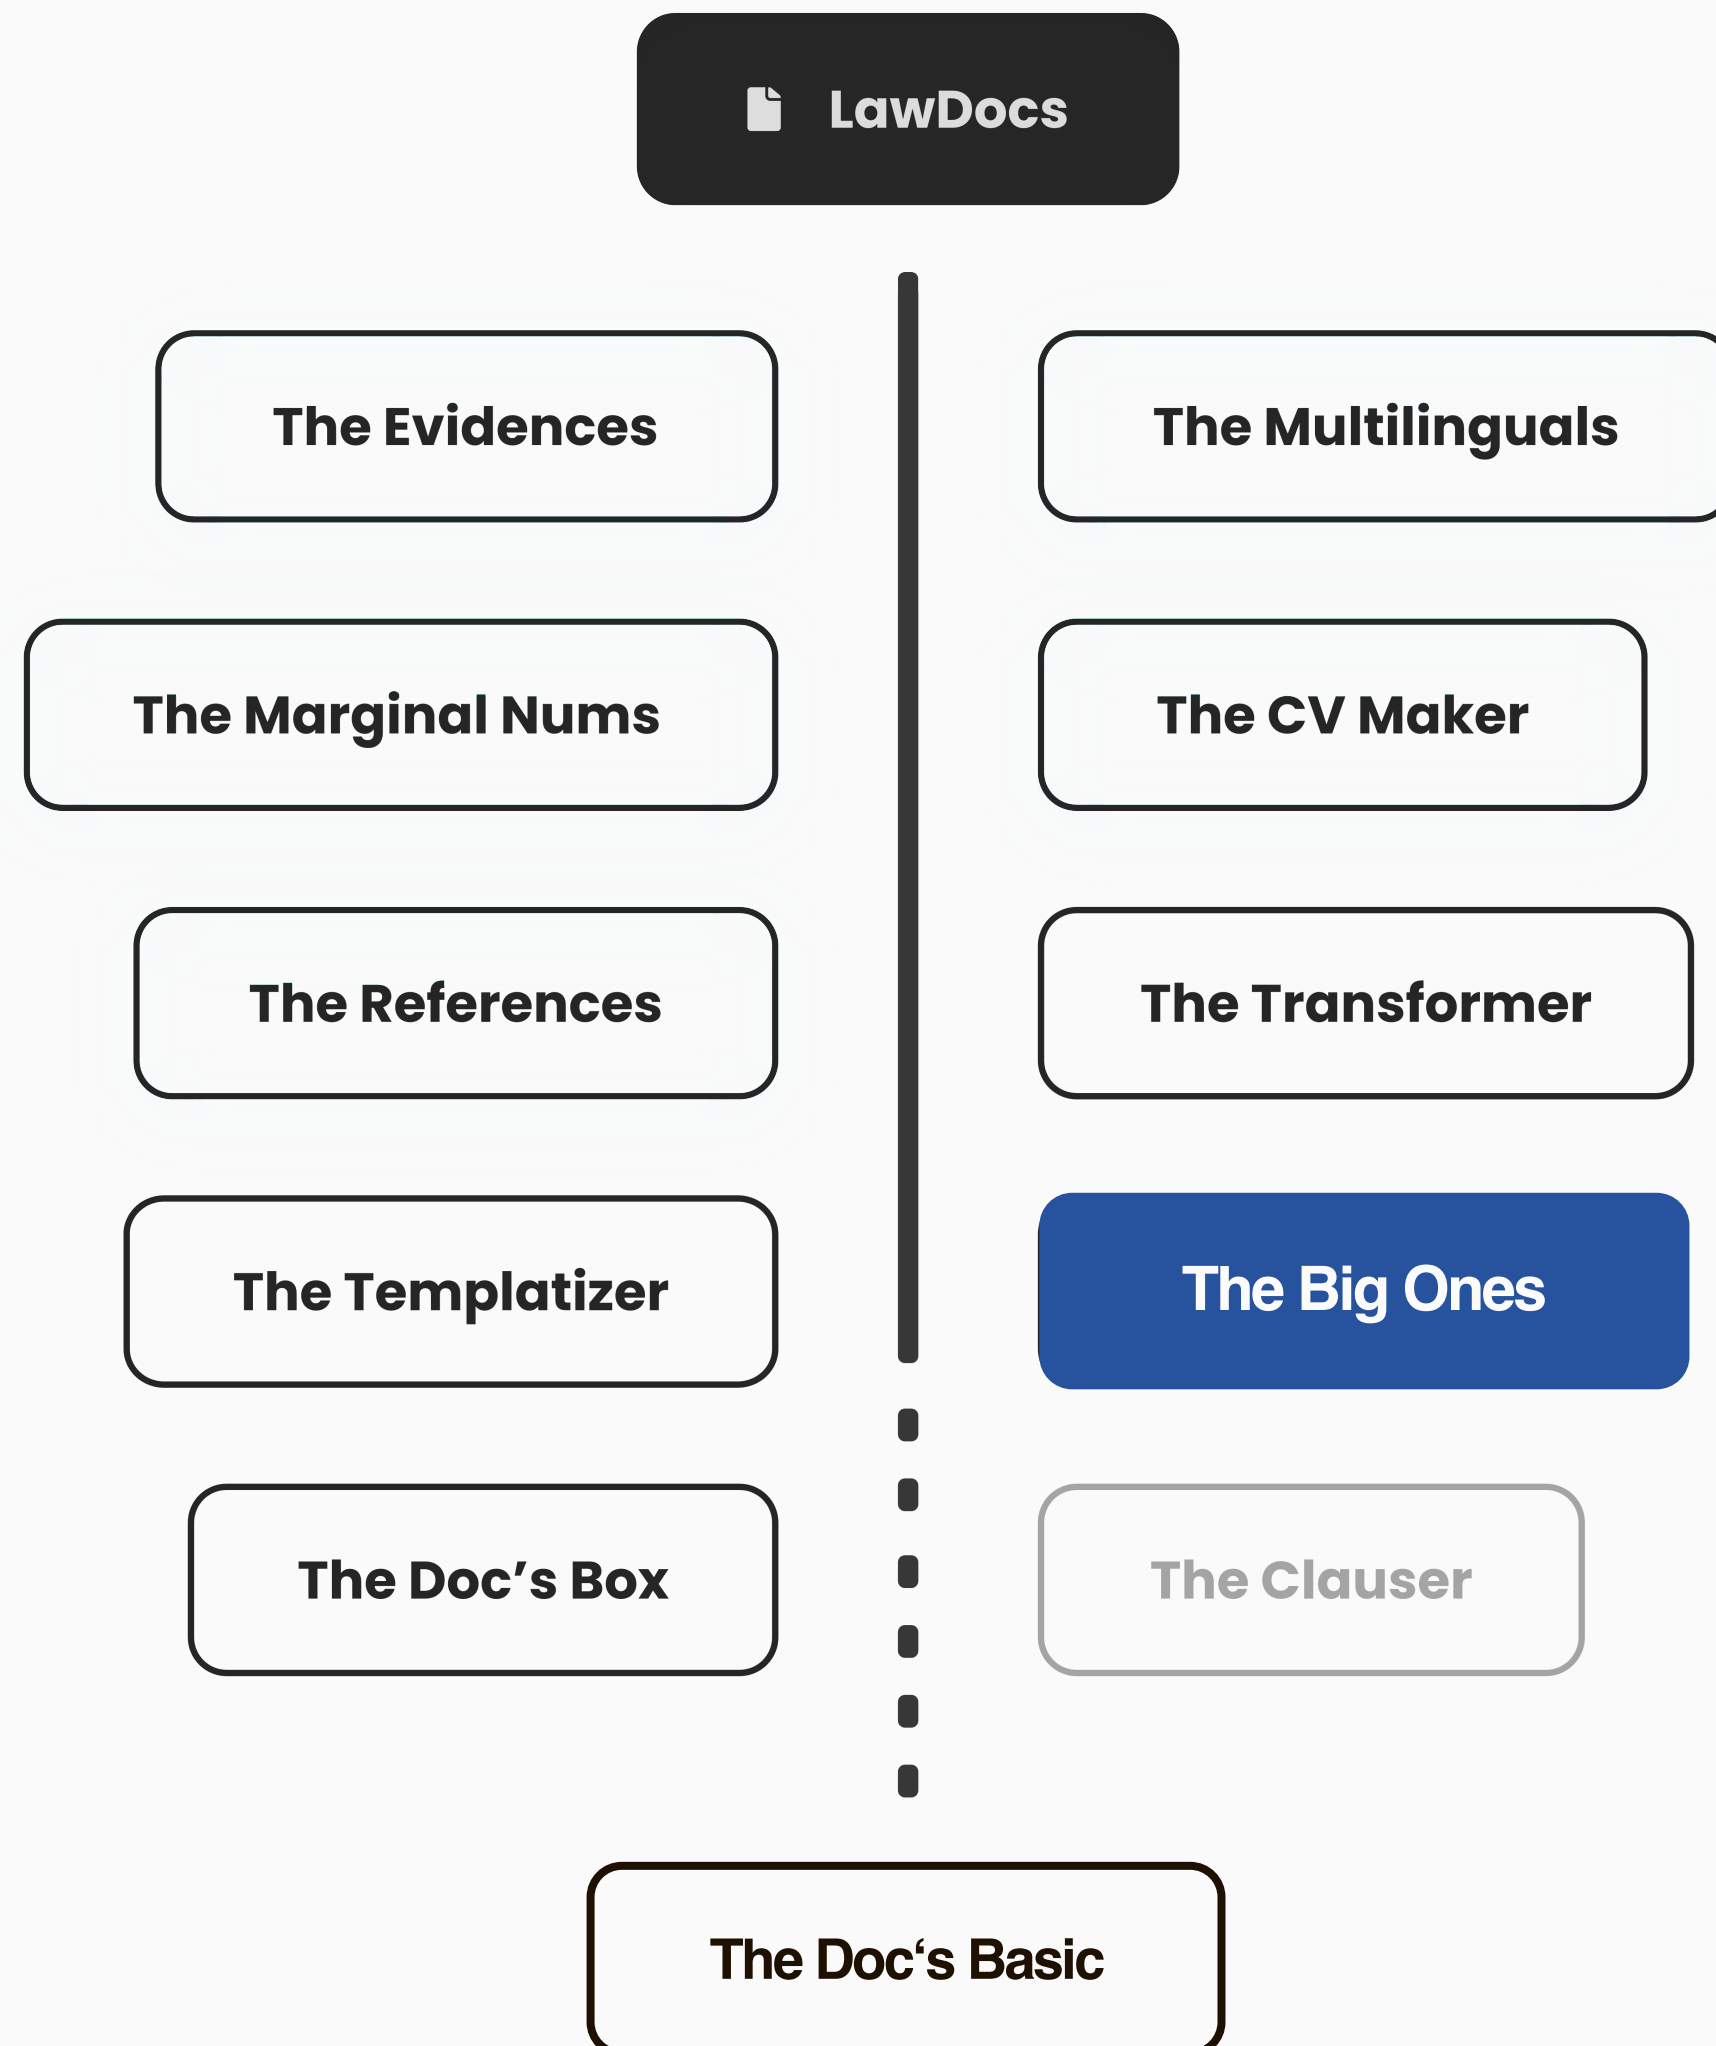 LawDocs
The Evidences
The Multilinguals
The Marginal Nums
The CV Maker
The References
The Transformer
The Templatizer
The Big Ones
The Doc’s Box
The Clauser
The Doc‘s Basic